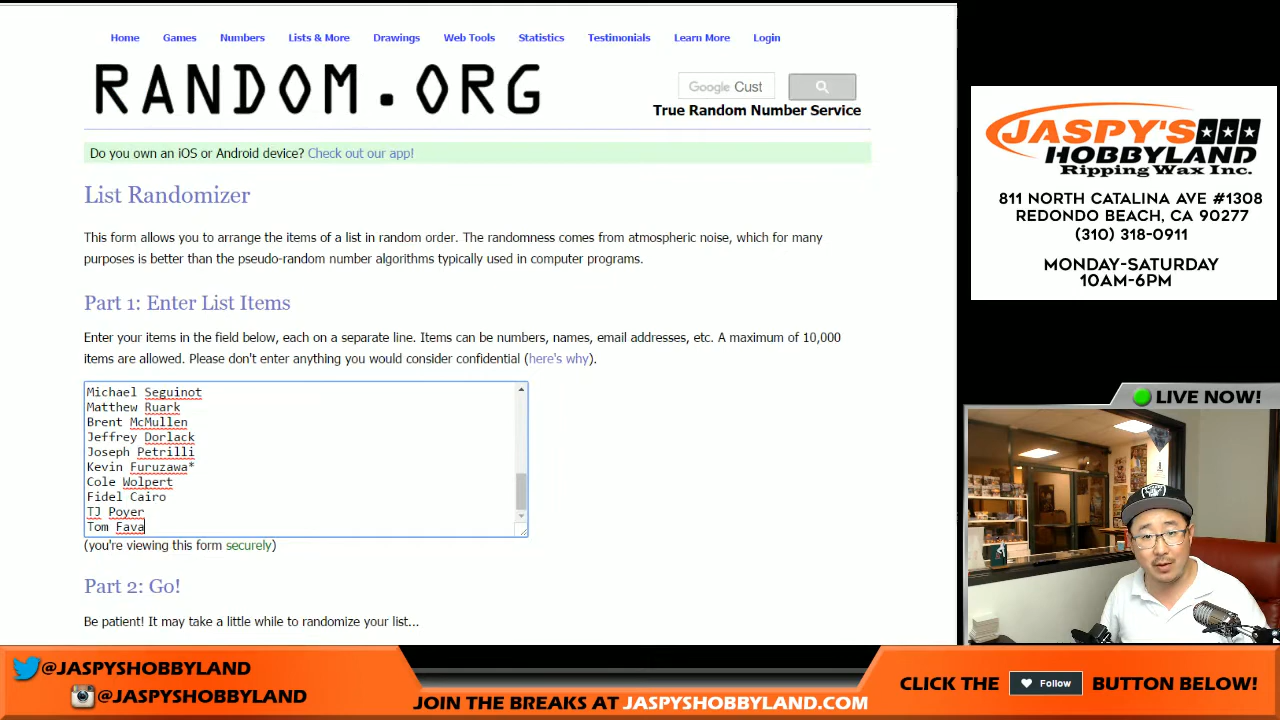 Home Games Numbers Lists & More Drawings Web Tools Statistics Testimonials Learn More Login
RANDOM.ORG
Google Cust
True Random Number Service
Do you own an iOS or Android device? Check out our app!
List Randomizer
This form allows you to arrange the items of a list in random order. The randomness comes from atmospheric noise, which for many
purposes is better than the pseudo-random number algorithms typically used in computer programs.
Part 1: Enter List Items
Enter your items in the field below, each on a separate line. Items can be numbers, names, email addresses, etc. A maximum of 10,000
items are allowed. Please don't enter anything you would consider confidential (here's why).
Michael Seguinot
Matthew Ruark
Brent McMullen
Jeffrey Dorlack
Joseph Petrilli
Kevin Furuzawa*
Cole Wolpert
Fidel Cairo
TJ Poyer
Tom Fava
(you're viewing this form securely)
Part 2: Go!
Be patient! It may take a little while to randomize your list...
JASPY'S
HOBBYLAND
Ripping Wax Inc.
811 NORTH CATALINA AVE #1308
REDONDO BEACH, CA 90277
(310) 318-0911
MONDAY-SATURDAY
10AM-6PM
LIVE NOW!
@JASPYSHOBBYLAND
@JASPYSHOBBYLAND
JOIN THE BREAKS AT JASPYSHOBBYLAND.COM
CLICK THE Follow BUTTON BELOW!